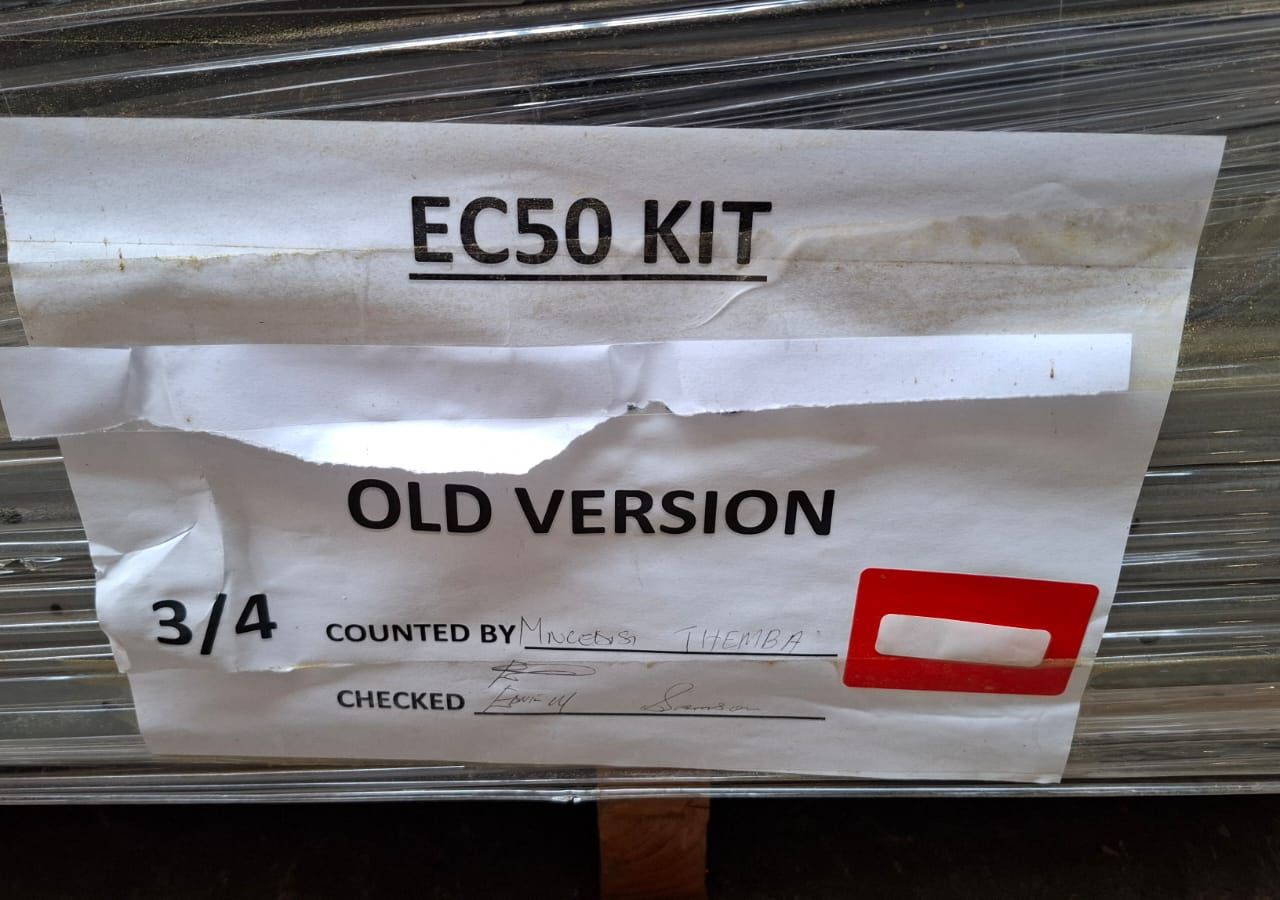 EC50 KIT
OLD VERSION
3/4
COUNTED BY MNCEDISI THEMBA
CHECKED